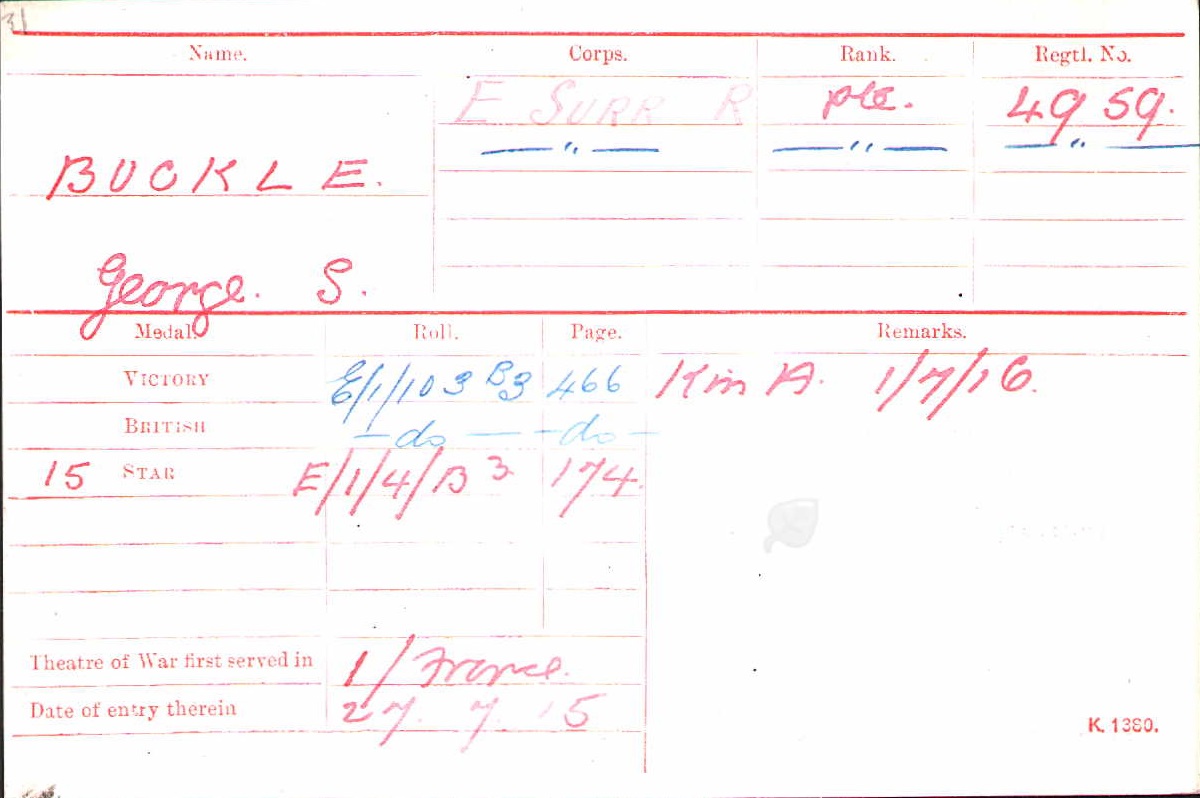 31
Name. Corps. Rank. Regtl. No.
E SURR R pte. 4959.
BUCKLE. — " — — " — — " —
George. S.
Medal. Roll. Page. Remarks.
VICTORY E/1/103 B3 466 Kin A. 1/7/16.
BRITISH — do — — do —
15 STAR E/1/4/B3 174.
Theatre of War first served in 1/France.
Date of entry therein 27. 7. 15
K. 1380.